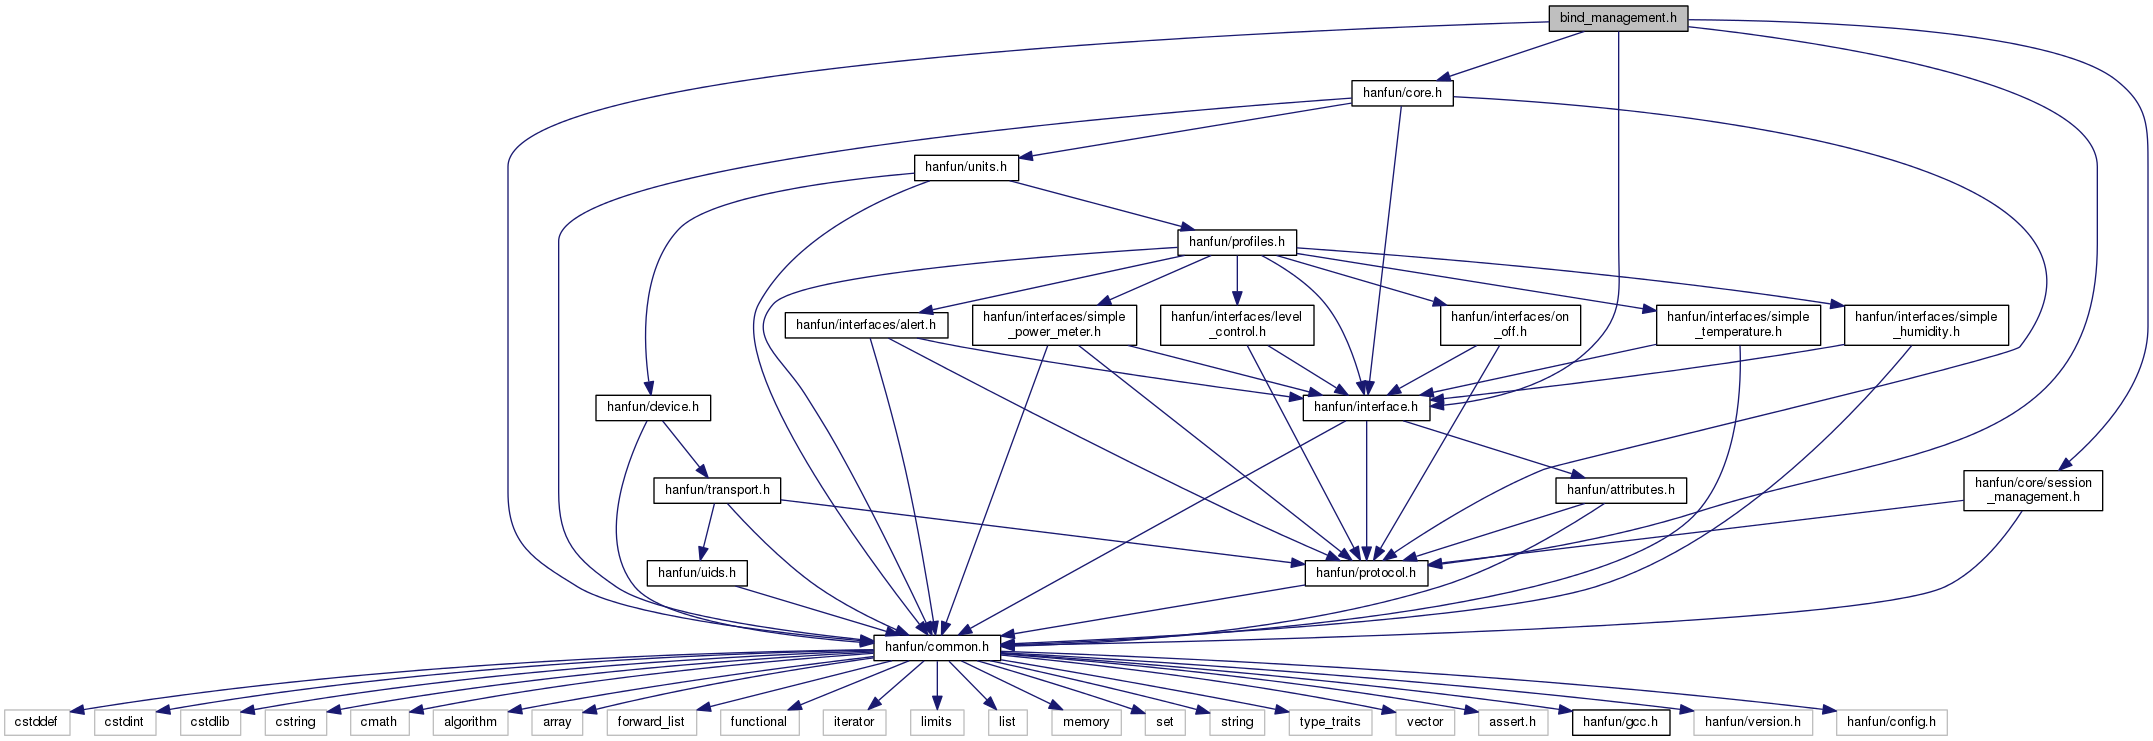 bind_management.h
hanfun/core.h
hanfun/units.h
hanfun/profiles.h
hanfun/interfaces/alert.h
hanfun/interfaces/simple
_power_meter.h
hanfun/interfaces/level
_control.h
hanfun/interfaces/on
_off.h
hanfun/interfaces/simple
_temperature.h
hanfun/interfaces/simple
_humidity.h
hanfun/device.h
hanfun/interface.h
hanfun/transport.h
hanfun/attributes.h
hanfun/core/session
_management.h
hanfun/uids.h
hanfun/protocol.h
hanfun/common.h
cstddef
cstdint
cstdlib
cstring
cmath
algorithm
array
forward_list
functional
iterator
limits
list
memory
set
string
type_traits
vector
assert.h
hanfun/gcc.h
hanfun/version.h
hanfun/config.h